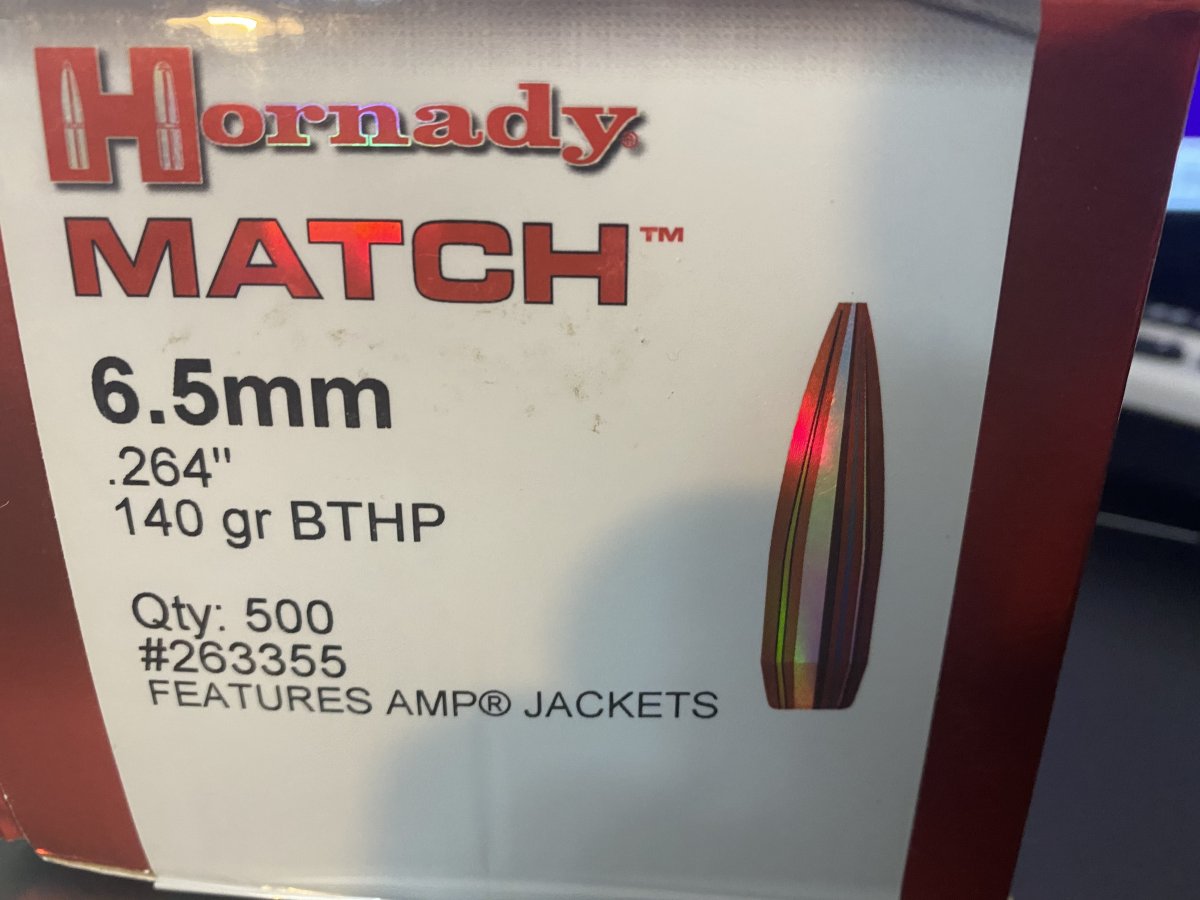 Hornady®
MATCH™
6.5mm
.264"
140 gr BTHP
Qty: 500
#263355
FEATURES AMP® JACKETS